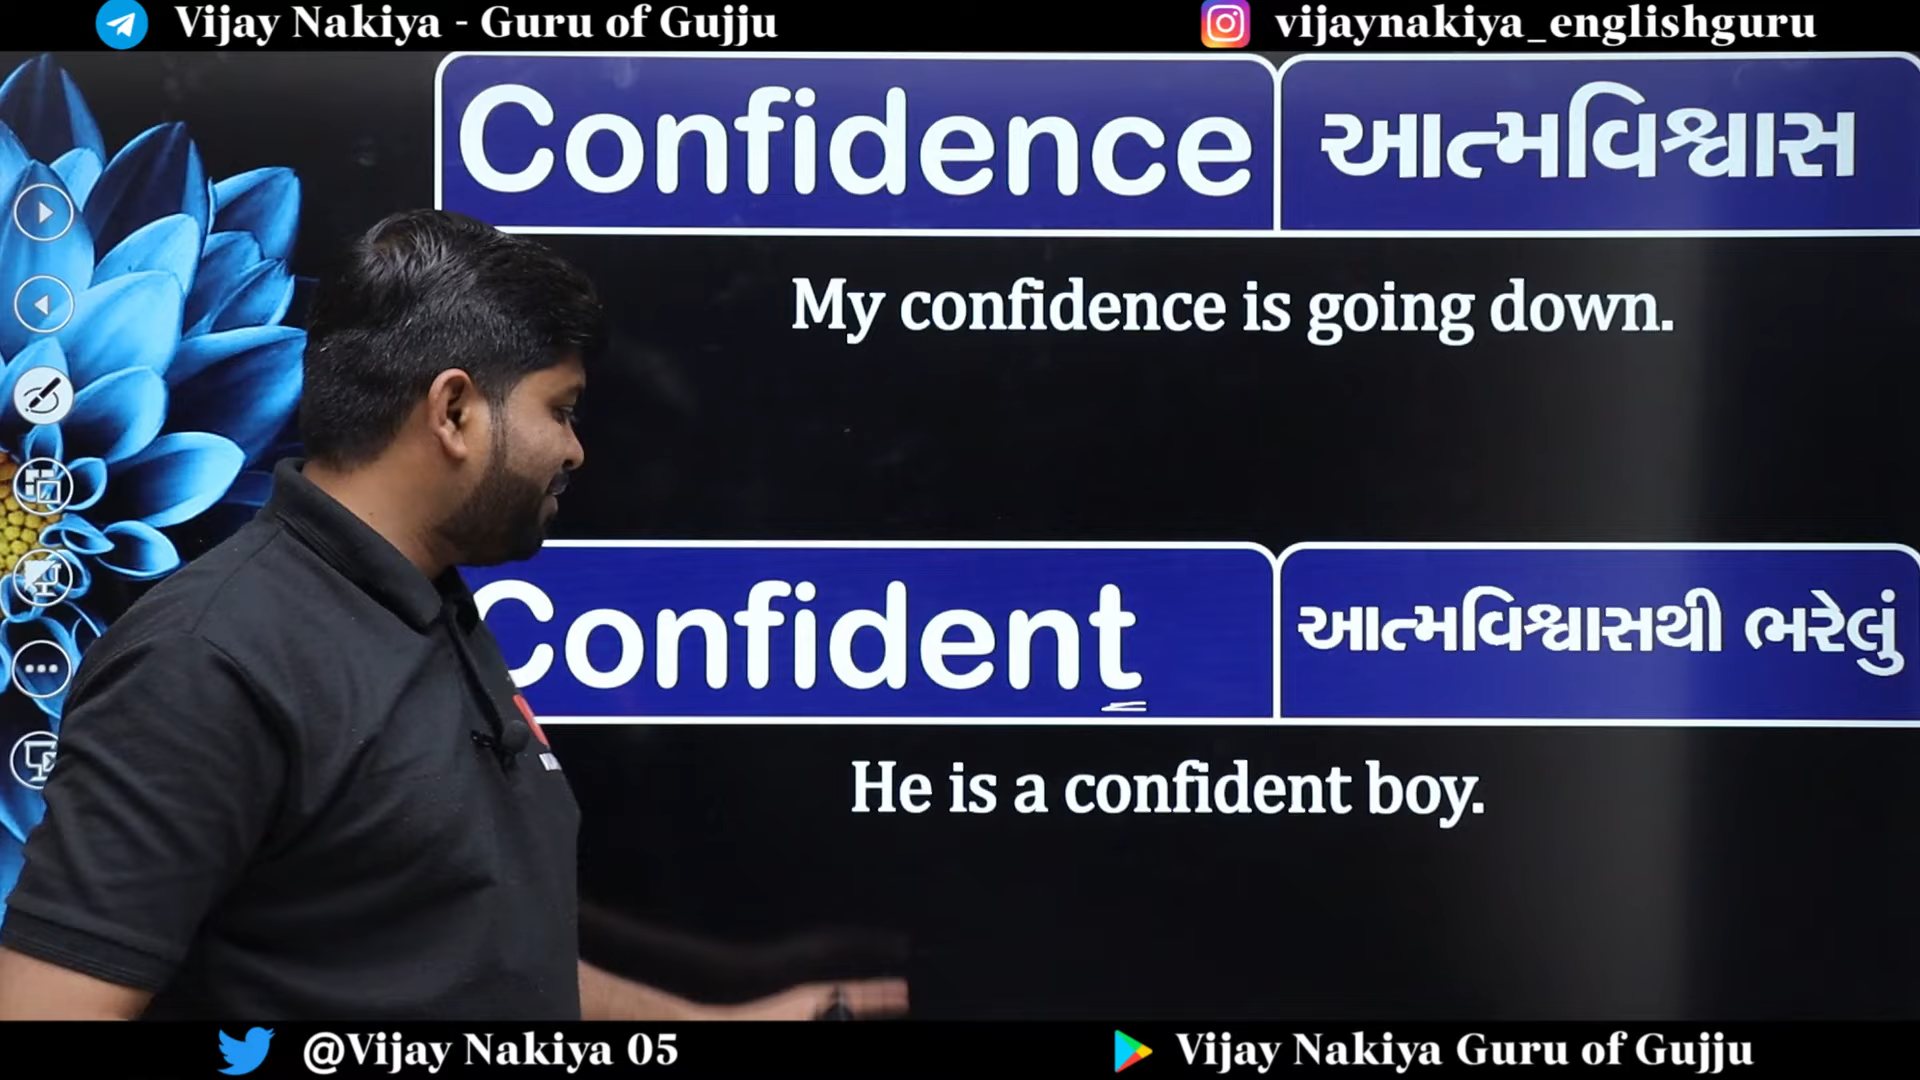 Vijay Nakiya - Guru of Gujju
vijaynakiya_englishguru
Confidence
આત્મવિશ્વાસ
My confidence is going down.
Confident
આત્મવિશ્વાસથી ભરેલું
He is a confident boy.
@Vijay Nakiya 05
Vijay Nakiya Guru of Gujju